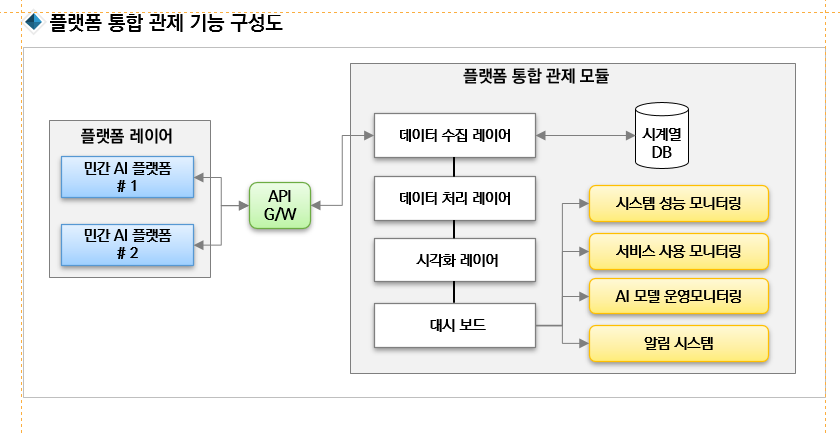 플랫폼 통합 관제 기능 구성도
플랫폼 통합 관제 모듈
플랫폼 레이어
민간 AI 플랫폼
# 1
민간 AI 플랫폼
# 2
API
G/W
데이터 수집 레이어
데이터 처리 레이어
시각화 레이어
대시 보드
시계열
DB
시스템 성능 모니터링
서비스 사용 모니터링
AI 모델 운영모니터링
알림 시스템